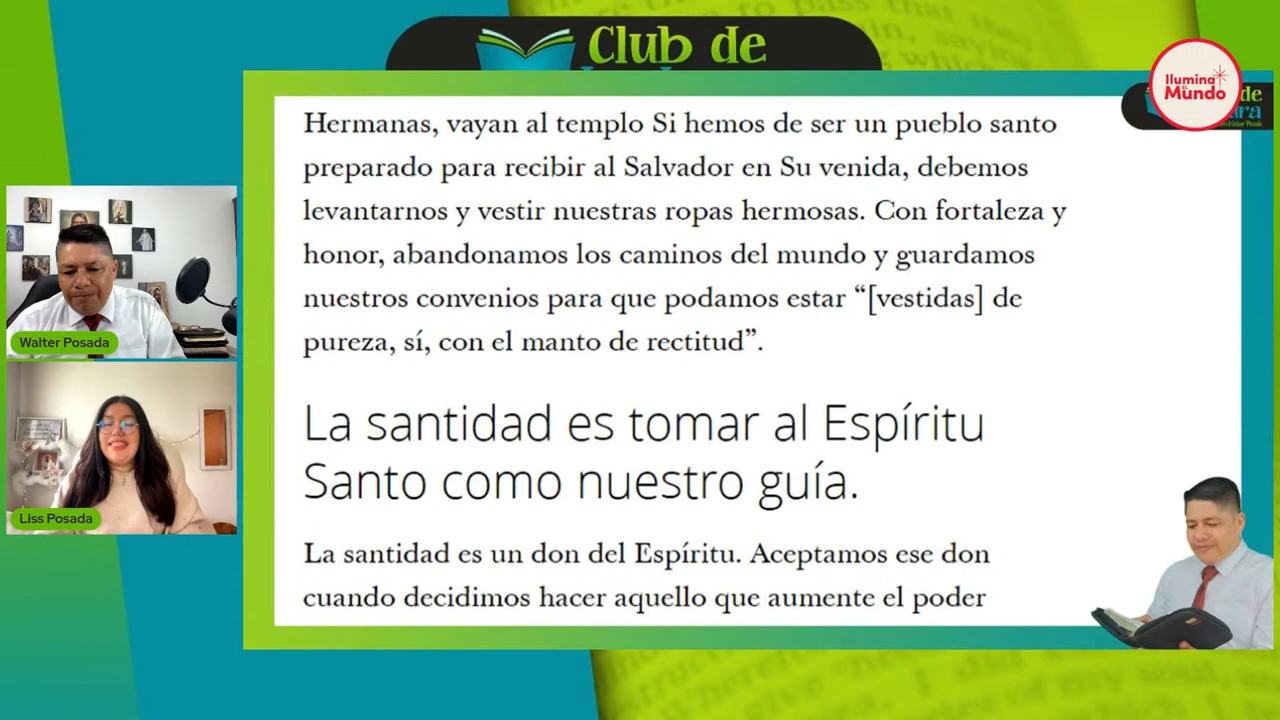 Club de
Ilumina
El
Mundo
de
Hermanas, vayan al templo Si hemos de ser un pueblo santo
preparado para recibir al Salvador en Su venida, debemos
levantarnos y vestir nuestras ropas hermosas. Con fortaleza y
honor, abandonamos los caminos del mundo y guardamos
nuestros convenios para que podamos estar “[vestidas] de
pureza, sí, con el manto de rectitud”.
La santidad es tomar al Espíritu
Santo como nuestro guía.
La santidad es un don del Espíritu. Aceptamos ese don
cuando decidimos hacer aquello que aumente el poder
Walter Posada
Liss Posada